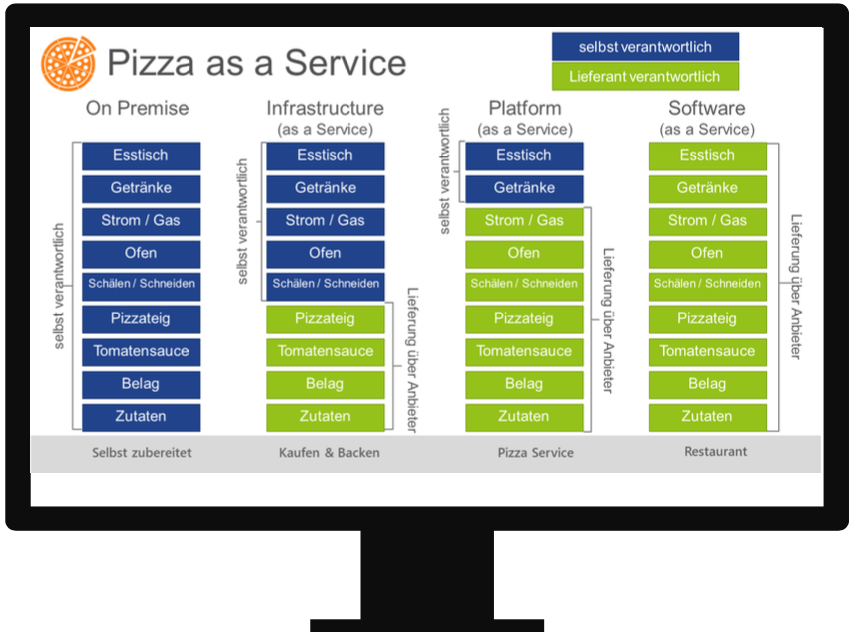 Pizza as a Service
selbst verantwortlich
Lieferant verantwortlich
On Premise
selbst verantwortlich
Esstisch
Getränke
Strom / Gas
Ofen
Schälen / Schneiden
Pizzateig
Tomatensauce
Belag
Zutaten
Selbst zubereitet
Infrastructure
(as a Service)
selbst verantwortlich
Esstisch
Getränke
Strom / Gas
Ofen
Schälen / Schneiden
Pizzateig
Tomatensauce
Belag
Zutaten
Lieferung über Anbieter
Kaufen & Backen
Platform
(as a Service)
selbst verantwortlich
Esstisch
Getränke
Strom / Gas
Ofen
Schälen / Schneiden
Pizzateig
Tomatensauce
Belag
Zutaten
Lieferung über Anbieter
Pizza Service
Software
(as a Service)
Esstisch
Getränke
Strom / Gas
Ofen
Schälen / Schneiden
Pizzateig
Tomatensauce
Belag
Zutaten
Lieferung über Anbieter
Restaurant